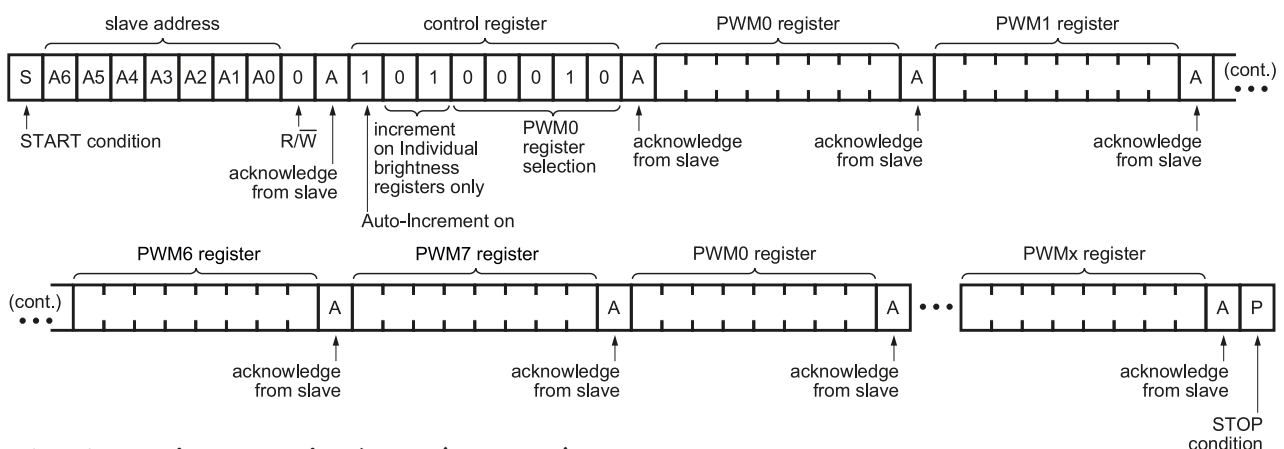 slave address control register PWM0 register PWM1 register
S A6 A5 A4 A3 A2 A1 A0 0 A 1 0 1 0 0 0 1 0 A A A (cont.)
START condition
R/W
acknowledge
from slave
increment
on Individual
brightness
registers only
PWM0
register
selection
acknowledge
from slave
acknowledge
from slave
acknowledge
from slave
Auto-Increment on
PWM6 register PWM7 register PWM0 register PWMx register
(cont.) A A A A P
acknowledge
from slave
acknowledge
from slave
acknowledge
from slave
acknowledge
from slave
STOP
condition